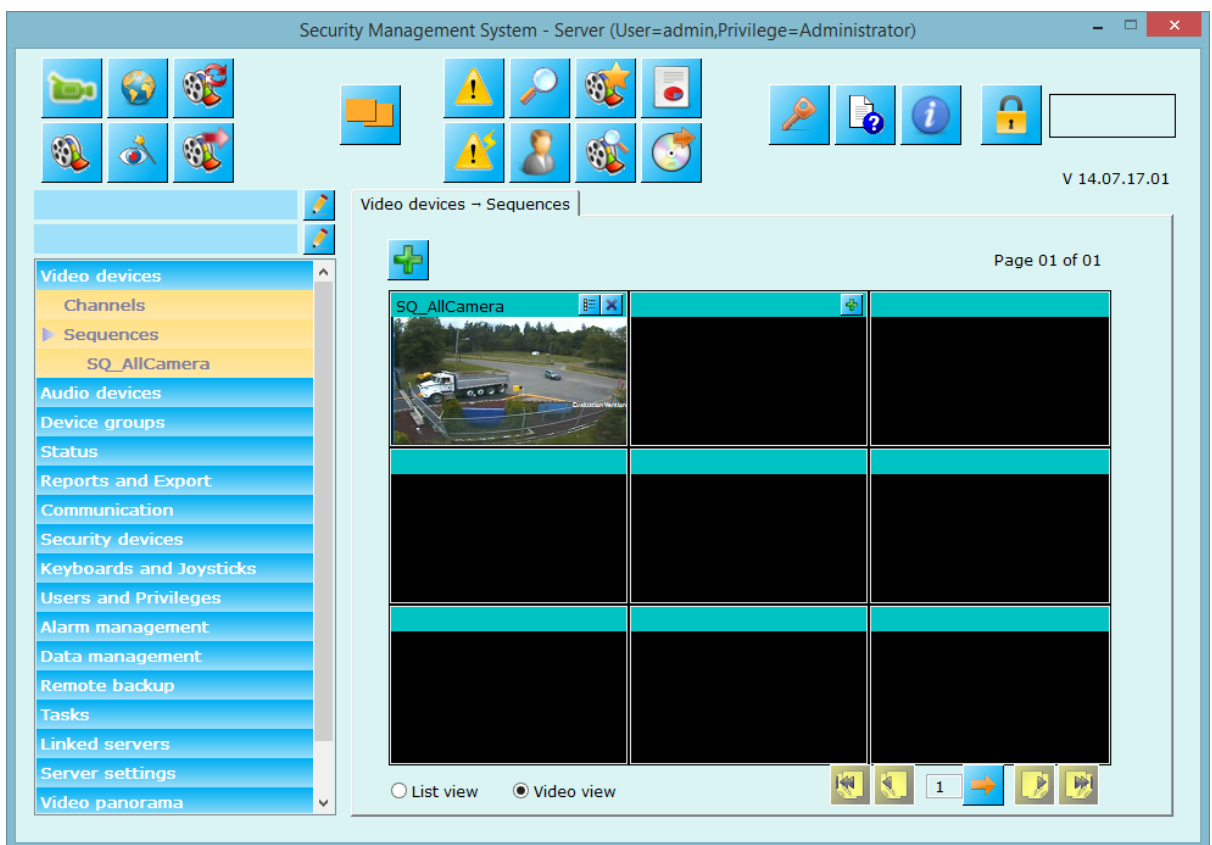 Security Management System - Server (User=admin,Privilege=Administrator)
V 14.07.17.01
Video devices → Sequences
Page 01 of 01
Video devices
Channels
Sequences
SQ_AllCamera
Audio devices
Device groups
Status
Reports and Export
Communication
Security devices
Keyboards and Joysticks
Users and Privileges
Alarm management
Data management
Remote backup
Tasks
Linked servers
Server settings
Video panorama
SQ_AllCamera
Evaluation Version
List view
Video view
1